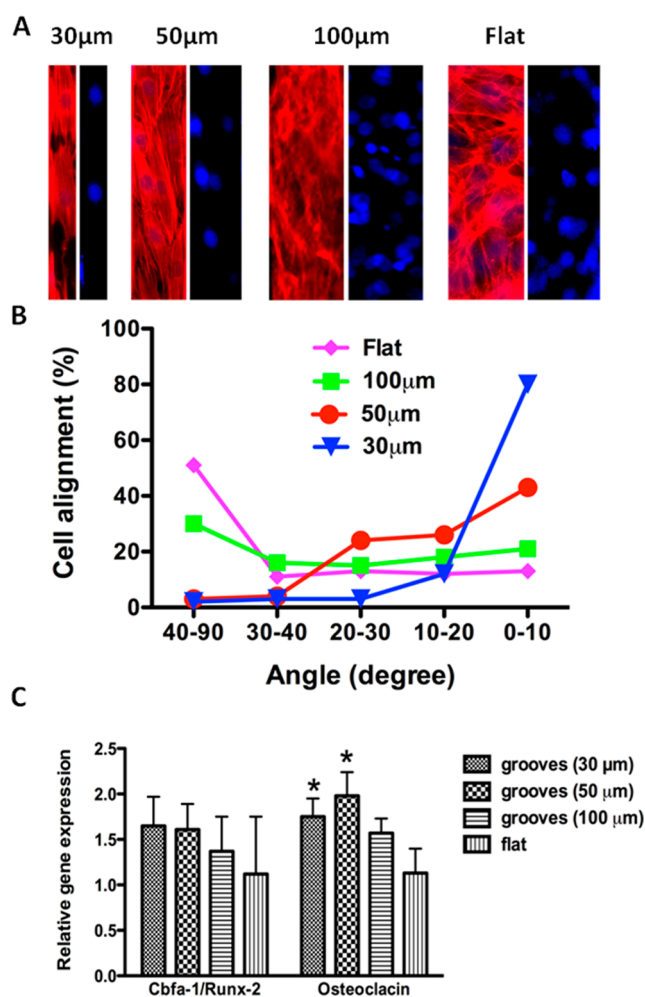 A
30µm 50µm 100µm Flat
B
Cell alignment (%)
100
80
60
40
20
0
Flat
100µm
50µm
30µm
40-90 30-40 20-30 10-20 0-10
Angle (degree)
C
Relative gene expression
2.5
2.0
1.5
1.0
0.5
0.0
* *
grooves (30 µm)
grooves (50 µm)
grooves (100 µm)
flat
Cbfa-1/Runx-2 Osteoclacin